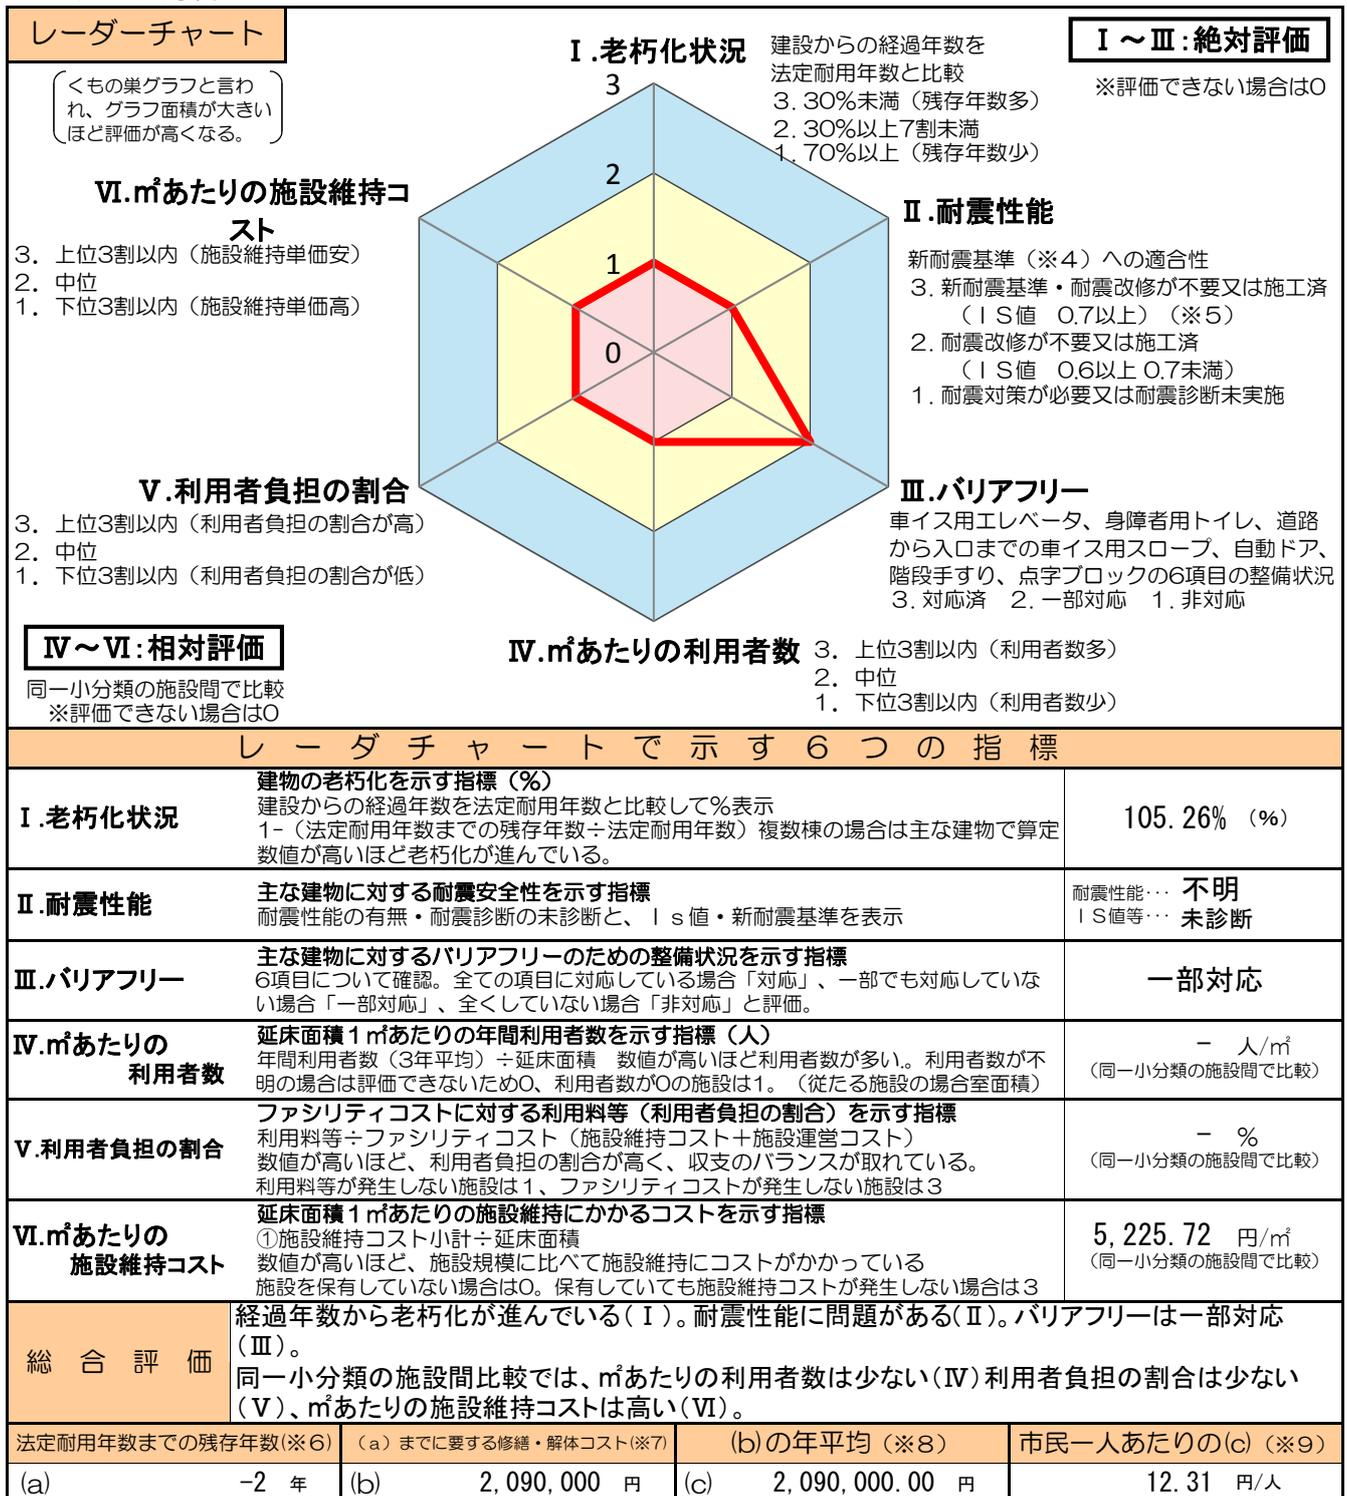 レーダーチャート
くもの巣グラフと言わ
れ、グラフ面積が大きい
ほど評価が高くなる。
Ⅰ.老朽化状況
建設からの経過年数を
法定耐用年数と比較
3. 30%未満（残存年数多）
2. 30%以上7割未満
1. 70%以上（残存年数少）
Ⅰ～Ⅲ：絶対評価
※評価できない場合は0
3
2
1
0
Ⅵ.㎡あたりの施設維持コ
スト
3. 上位3割以内（施設維持単価安）
2. 中位
1. 下位3割以内（施設維持単価高）
Ⅱ.耐震性能
新耐震基準（※４）への適合性
3. 新耐震基準・耐震改修が不要又は施工済
（ＩＳ値　0.7以上）（※５）
2. 耐震改修が不要又は施工済
（ＩＳ値　0.6以上 0.7未満）
1. 耐震対策が必要又は耐震診断未実施
Ⅴ.利用者負担の割合
3. 上位3割以内（利用者負担の割合が高）
2. 中位
1. 下位3割以内（利用者負担の割合が低）
Ⅲ.バリアフリー
車イス用エレベータ、身障者用トイレ、道路
から入口までの車イス用スロープ、自動ドア、
階段手すり、点字ブロックの6項目の整備状況
3. 対応済　2. 一部対応　1. 非対応
Ⅳ～Ⅵ：相対評価
同一小分類の施設間で比較
※評価できない場合は0
Ⅳ.㎡あたりの利用者数
3. 上位3割以内（利用者数多）
2. 中位
1. 下位3割以内（利用者数少）
レーダチャートで示す６つの指標
Ⅰ.老朽化状況
建物の老朽化を示す指標（%）
建設からの経過年数を法定耐用年数と比較して%表示
1-（法定耐用年数までの残存年数÷法定耐用年数）複数棟の場合は主な建物で算定
数値が高いほど老朽化が進んでいる。
105.26% （%）
Ⅱ.耐震性能
主な建物に対する耐震安全性を示す指標
耐震性能の有無・耐震診断の未診断と、Ｉｓ値・新耐震基準を表示
耐震性能･･･ 不明
ＩＳ値等･･･ 未診断
Ⅲ.バリアフリー
主な建物に対するバリアフリーのための整備状況を示す指標
6項目について確認。全ての項目に対応している場合「対応」、一部でも対応していな
い場合「一部対応」、全くしていない場合「非対応」と評価。
一部対応
Ⅳ.㎡あたりの
利用者数
延床面積１㎡あたりの年間利用者数を示す指標（人）
年間利用者数（3年平均）÷延床面積　数値が高いほど利用者数が多い。利用者数が不
明の場合は評価できないため0、利用者数が0の施設は1。（従たる施設の場合室面積）
－　人/㎡
（同一小分類の施設間で比較）
Ⅴ.利用者負担の割合
ファシリティコストに対する利用料等（利用者負担の割合）を示す指標
利用料等÷ファシリティコスト（施設維持コスト＋施設運営コスト）
数値が高いほど、利用者負担の割合が高く、収支のバランスが取れている。
利用料等が発生しない施設は１、ファシリティコストが発生しない施設は３
－　%
（同一小分類の施設間で比較）
Ⅵ.㎡あたりの
施設維持コスト
延床面積１㎡あたりの施設維持にかかるコストを示す指標
①施設維持コスト小計÷延床面積
数値が高いほど、施設規模に比べて施設維持にコストがかかっている
施設を保有していない場合は0。保有していても施設維持コストが発生しない場合は３
5,225.72　円/㎡
（同一小分類の施設間で比較）
総合評価
経過年数から老朽化が進んでいる（Ⅰ）。耐震性能に問題がある（Ⅱ）。バリアフリーは一部対応
（Ⅲ）。
同一小分類の施設間比較では、㎡あたりの利用者数は少ない（Ⅳ）利用者負担の割合は少ない
（Ⅴ）、㎡あたりの施設維持コストは高い（Ⅵ）。
法定耐用年数までの残存年数(※６)
（ａ）までに要する修繕・解体コスト(※７)
(b)の年平均（※８）
市民一人あたりの(c)（※９）
(a)　-2 年
(b)　2,090,000 円
(c)　2,090,000.00 円
12.31 円/人